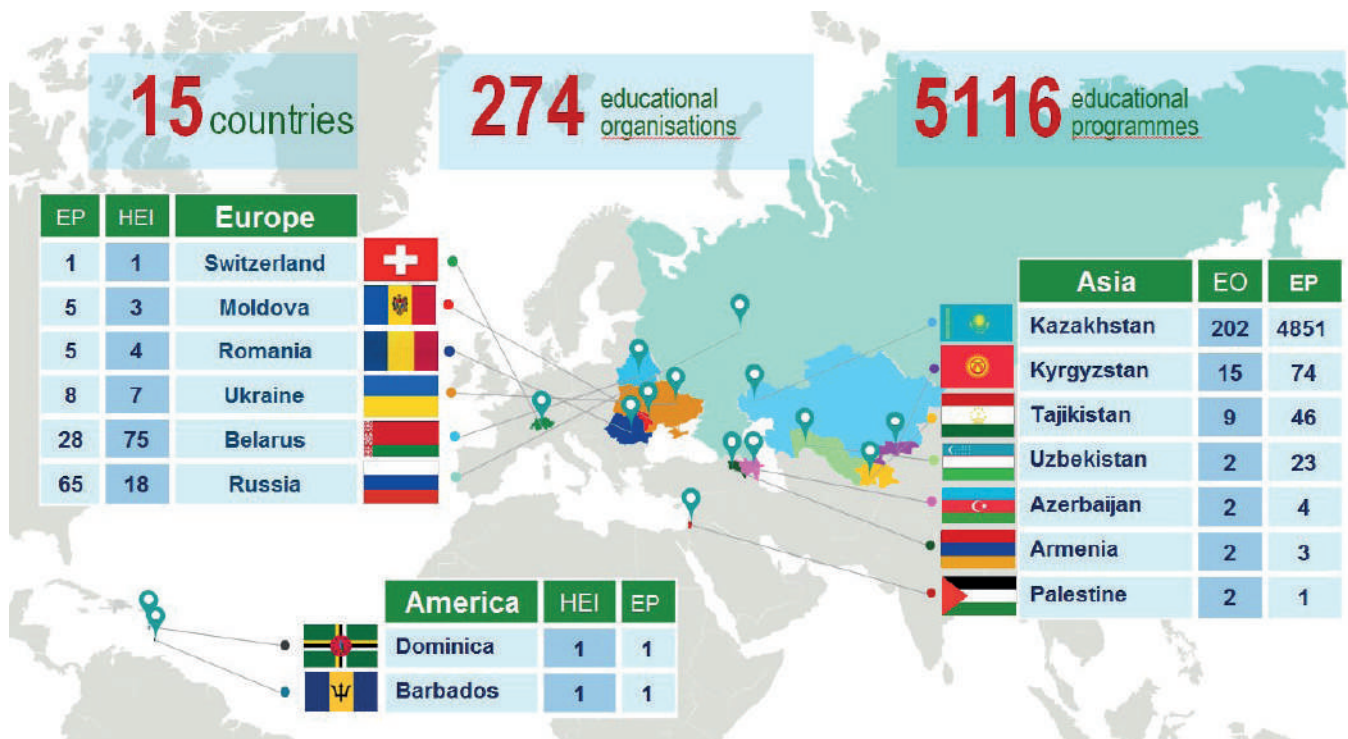 15 countries
274 educational organisations
5116 educational programmes
EP HEI Europe
1 1 Switzerland
5 3 Moldova
5 4 Romania
8 7 Ukraine
28 75 Belarus
65 18 Russia
Asia EO EP
Kazakhstan 202 4851
Kyrgyzstan 15 74
Tajikistan 9 46
Uzbekistan 2 23
Azerbaijan 2 4
Armenia 2 3
Palestine 2 1
America HEI EP
Dominica 1 1
Barbados 1 1